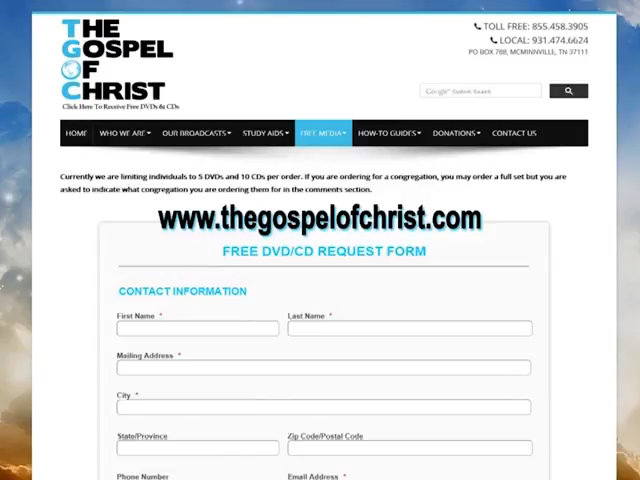 THE
GOSPEL
OF
CHRIST
Click Here To Receive Free DVDs & CDs
TOLL FREE: 855.458.3905
LOCAL: 931.474.6624
PO BOX 788, MCMINNVILLE, TN 37111
Google Custom Search
HOME WHO WE ARE OUR BROADCASTS STUDY AIDS FREE MEDIA HOW-TO GUIDES DONATIONS CONTACT US
Currently we are limiting individuals to 5 DVDs and 10 CDs per order. If you are ordering for a congregation, you may order a full set but you are
asked to indicate what congregation you are ordering them for in the comments section.
www.thegospelofchrist.com
FREE DVD/CD REQUEST FORM
CONTACT INFORMATION
First Name * Last Name *
Mailing Address *
City *
State/Province Zip Code/Postal Code
Phone Number Email Address *